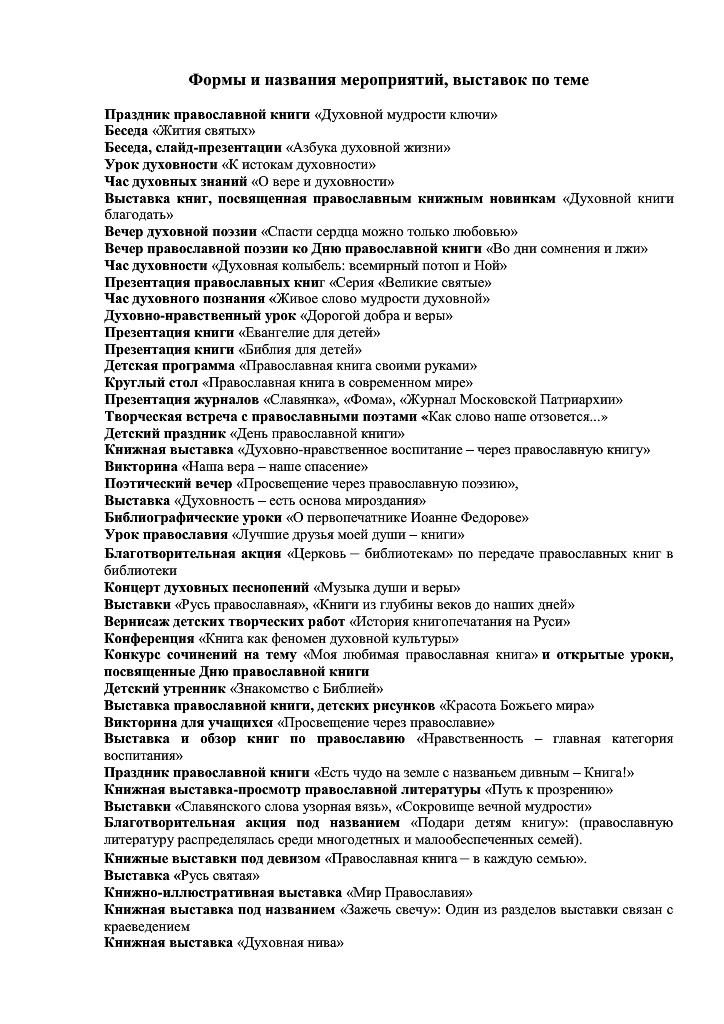 Формы и названия мероприятий, выставок по теме
Праздник православной книги «Духовной мудрости ключи»
Беседа «Жития святых»
Беседа, слайд-презентации «Азбука духовной жизни»
Урок духовности «К истокам духовности»
Час духовных знаний «О вере и духовности»
Выставка книг, посвященная православным книжным новинкам «Духовной книги
благодать»
Вечер духовной поэзии «Спасти сердца можно только любовью»
Вечер православной поэзии ко Дню православной книги «Во дни сомнения и лжи»
Час духовности «Духовная колыбель: всемирный потоп и Ной»
Презентация православных книг «Серия «Великие святые»
Час духовного познания «Живое слово мудрости духовной»
Духовно-нравственный урок «Дорогой добра и веры»
Презентация книги «Евангелие для детей»
Презентация книги «Библия для детей»
Детская программа «Православная книга своими руками»
Круглый стол «Православная книга в современном мире»
Презентация журналов «Славянка», «Фома», «Журнал Московской Патриархии»
Творческая встреча с православными поэтами «Как слово наше отзовется...»
Детский праздник «День православной книги»
Книжная выставка «Духовно-нравственное воспитание – через православную книгу»
Викторина «Наша вера – наше спасение»
Поэтический вечер «Просвещение через православную поэзию»,
Выставка «Духовность – есть основа мироздания»
Библиографические уроки «О первопечатнике Иоанне Федорове»
Урок православия «Лучшие друзья моей души – книги»
Благотворительная акция «Церковь – библиотекам» по передаче православных книг в
библиотеки
Концерт духовных песнопений «Музыка души и веры»
Выставки «Русь православная», «Книги из глубины веков до наших дней»
Вернисаж детских творческих работ «История книгопечатания на Руси»
Конференция «Книга как феномен духовной культуры»
Конкурс сочинений на тему «Моя любимая православная книга» и открытые уроки,
посвященные Дню православной книги
Детский утренник «Знакомство с Библией»
Выставка православной книги, детских рисунков «Красота Божьего мира»
Викторина для учащихся «Просвещение через православие»
Выставка и обзор книг по православию «Нравственность – главная категория
воспитания»
Праздник православной книги «Есть чудо на земле с названьем дивным – Книга!»
Книжная выставка-просмотр православной литературы «Путь к прозрению»
Выставки «Славянского слова узорная вязь», «Сокровище вечной мудрости»
Благотворительная акция под названием «Подари детям книгу»: (православную
литературу распределялась среди многодетных и малообеспеченных семей).
Книжные выставки под девизом «Православная книга – в каждую семью».
Выставка «Русь святая»
Книжно-иллюстративная выставка «Мир Православия»
Книжная выставка под названием «Зажечь свечу»: Один из разделов выставки связан с
краеведением
Книжная выставка «Духовная нива»